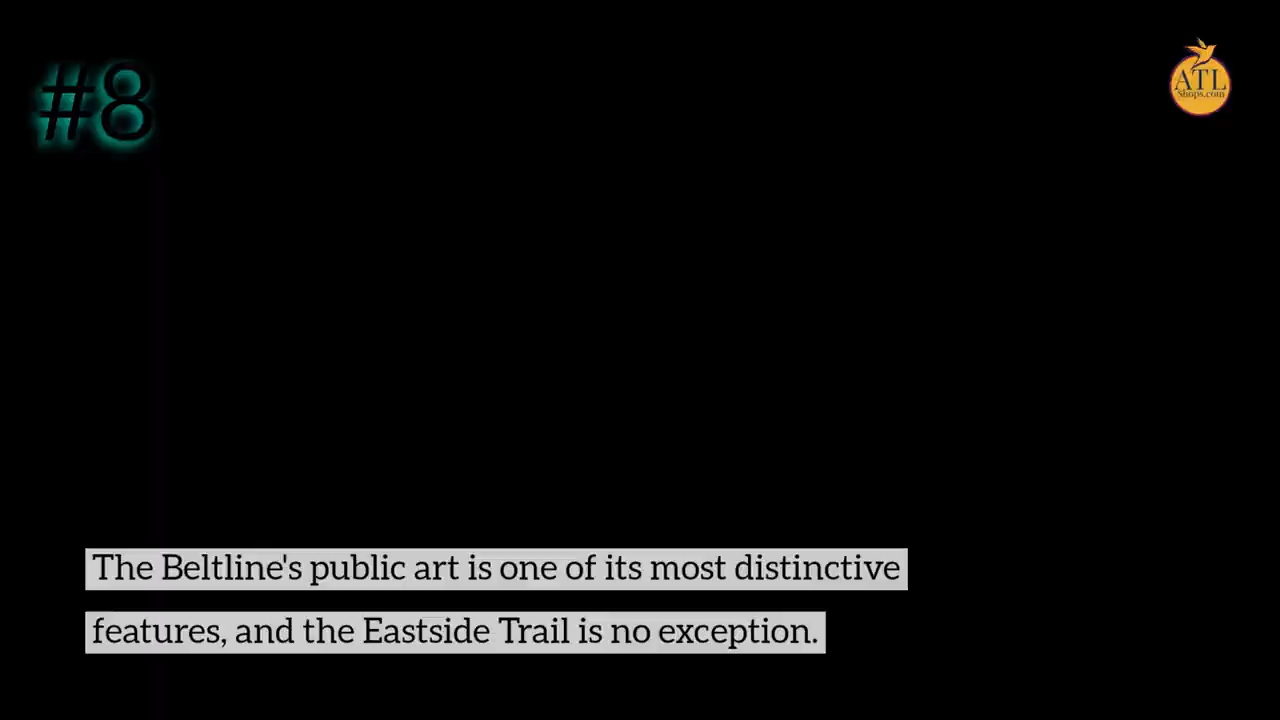 #8
ATL
Shops.com
The Beltline's public art is one of its most distinctive
features, and the Eastside Trail is no exception.